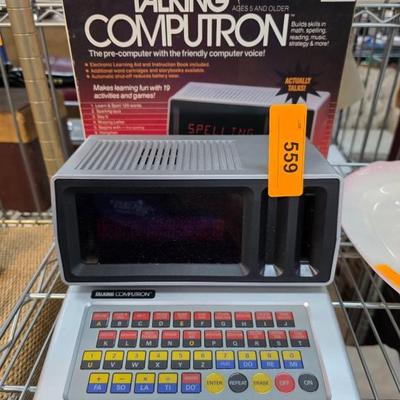 TALKING
COMPUTRON
AGES 5 AND OLDER
The pre-computer with the friendly computer voice!
Builds skills in
math, spelling,
reading, music,
strategy & more!
Electronic Learning Aid and Instruction Book included.
Additional word cartridges and storybooks available.
Computer shut-off reduces battery wear.
Makes learning fun with 19
activities and games!
ACTUALLY
TALKS!
SPELLING
559
TALKING COMPUTRON
A B C D E F G H I J
K L M N O P Q R S T
U V W X Y Z
FA SO LA TI DO ENTER REPEAT ERASE OFF ON